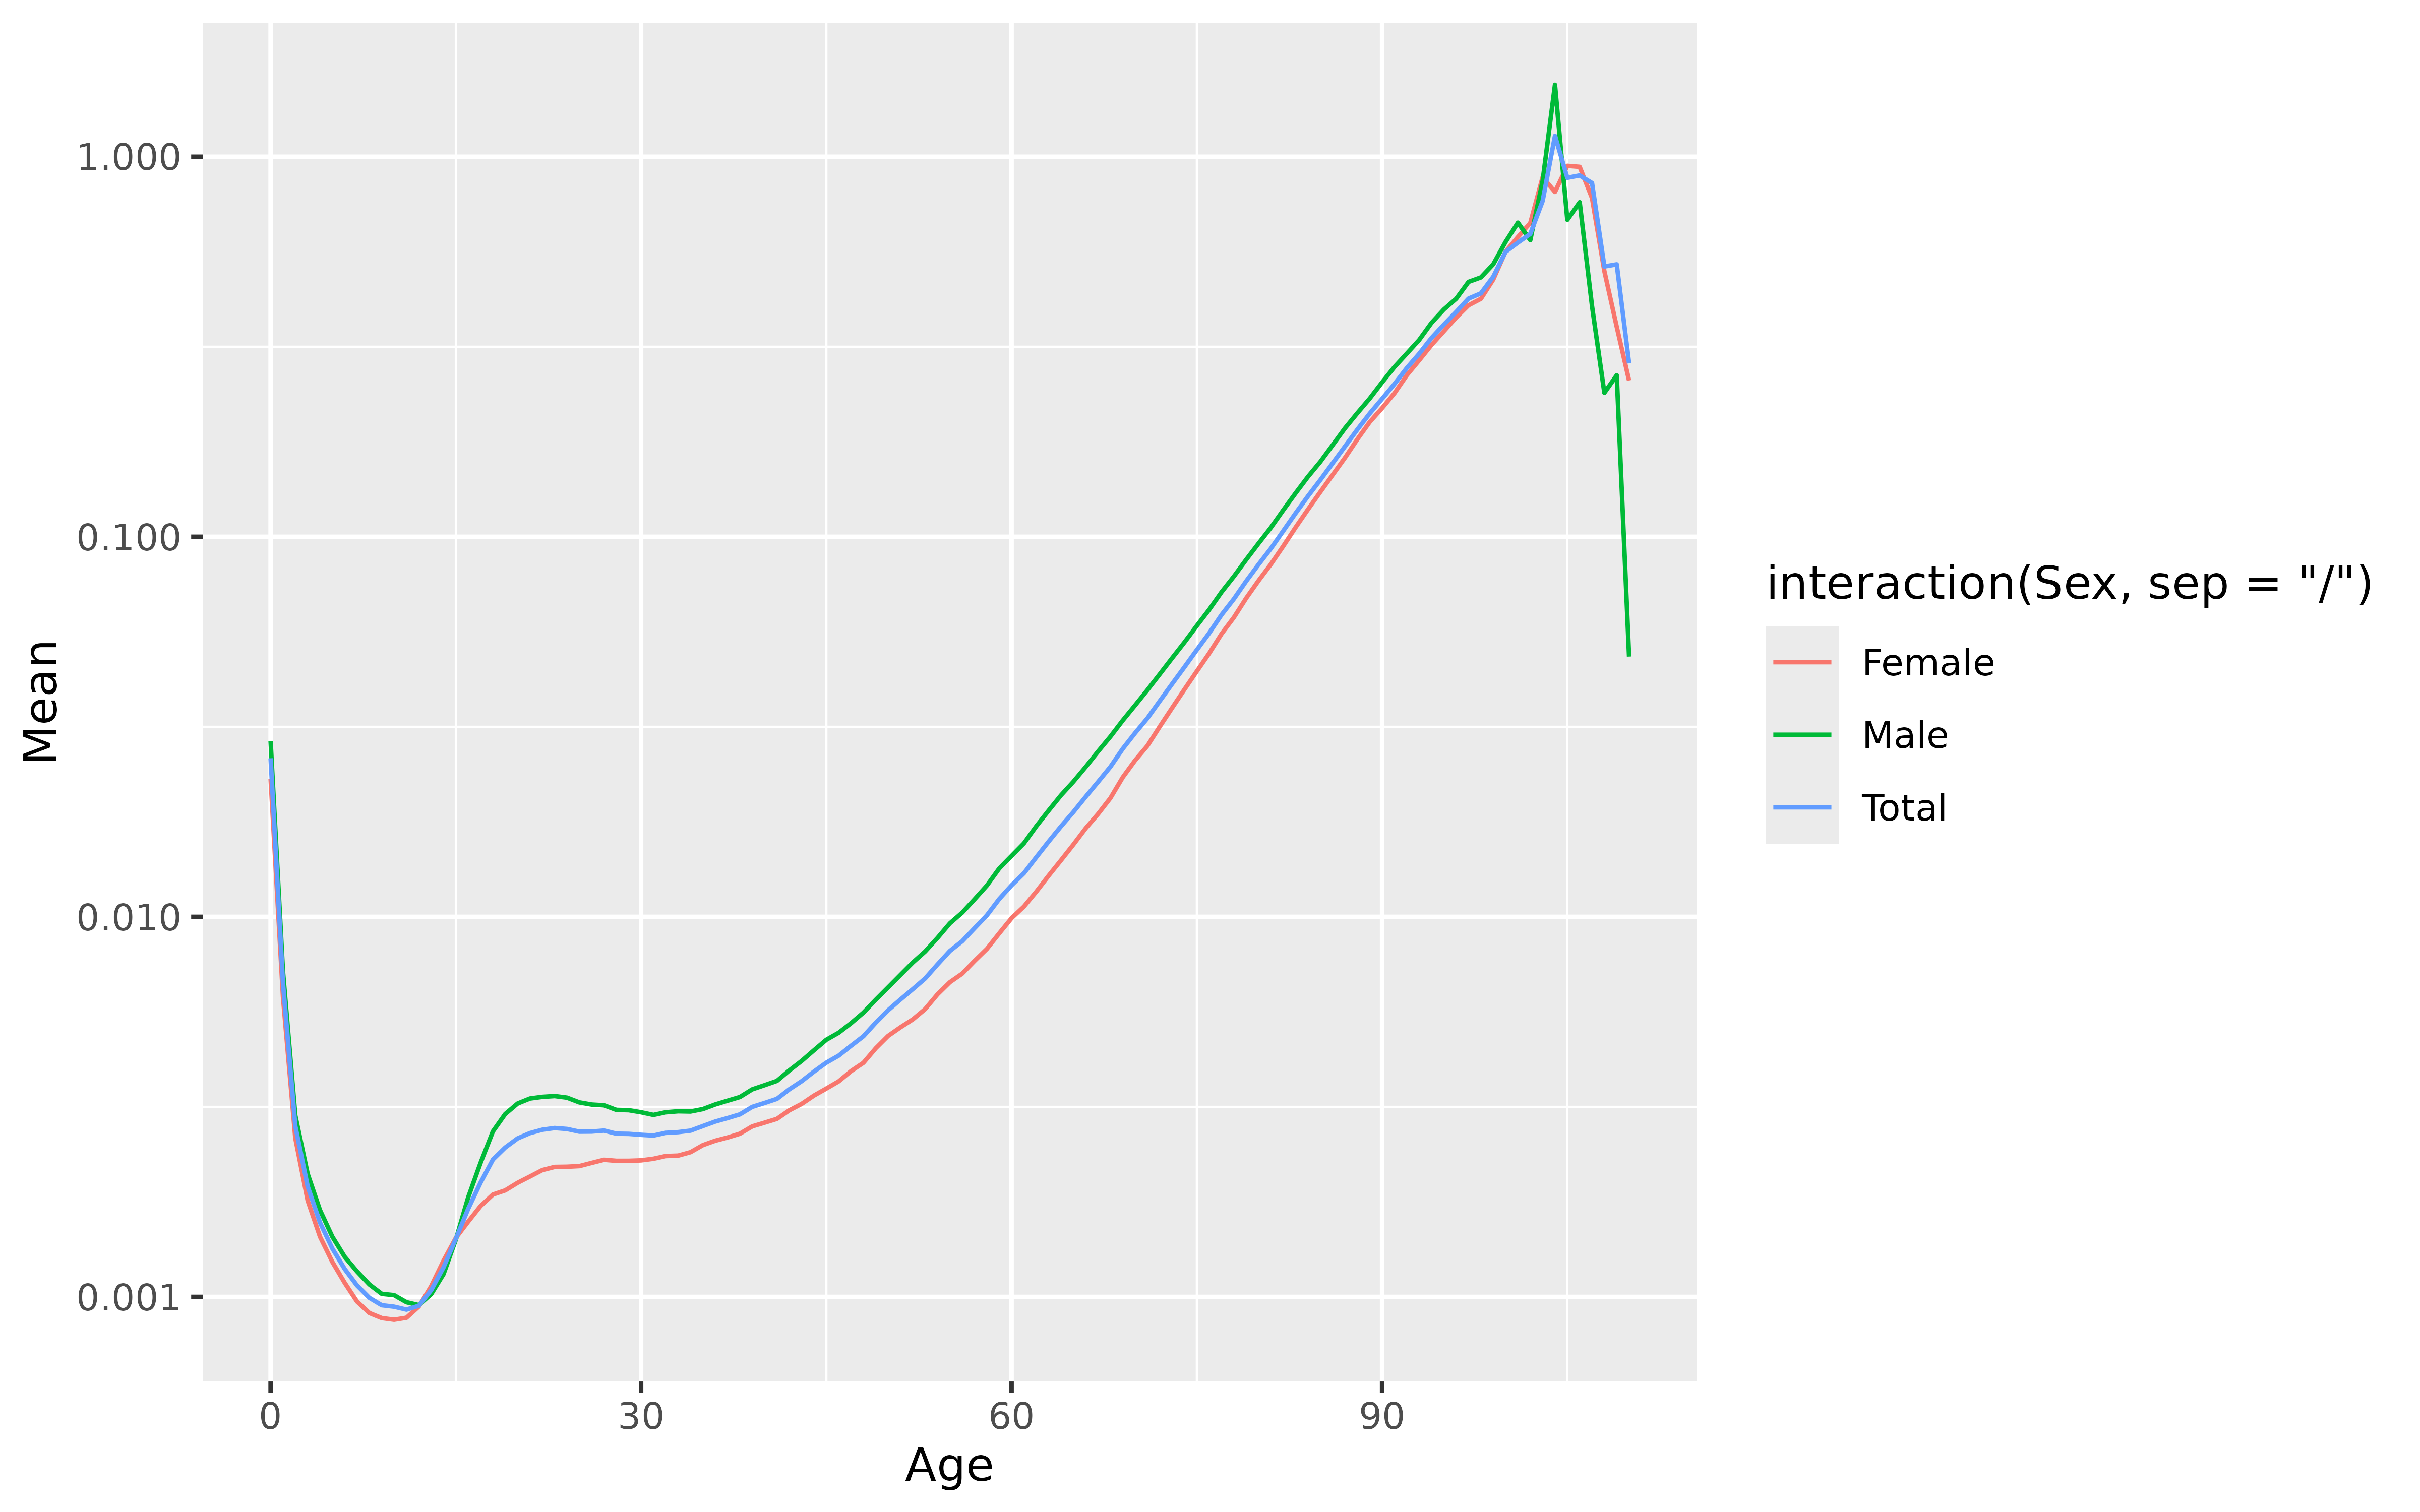 1.000
0.100
0.010
0.001
Mean
0
30
60
90
Age
interaction(Sex, sep = "/")
Female
Male
Total